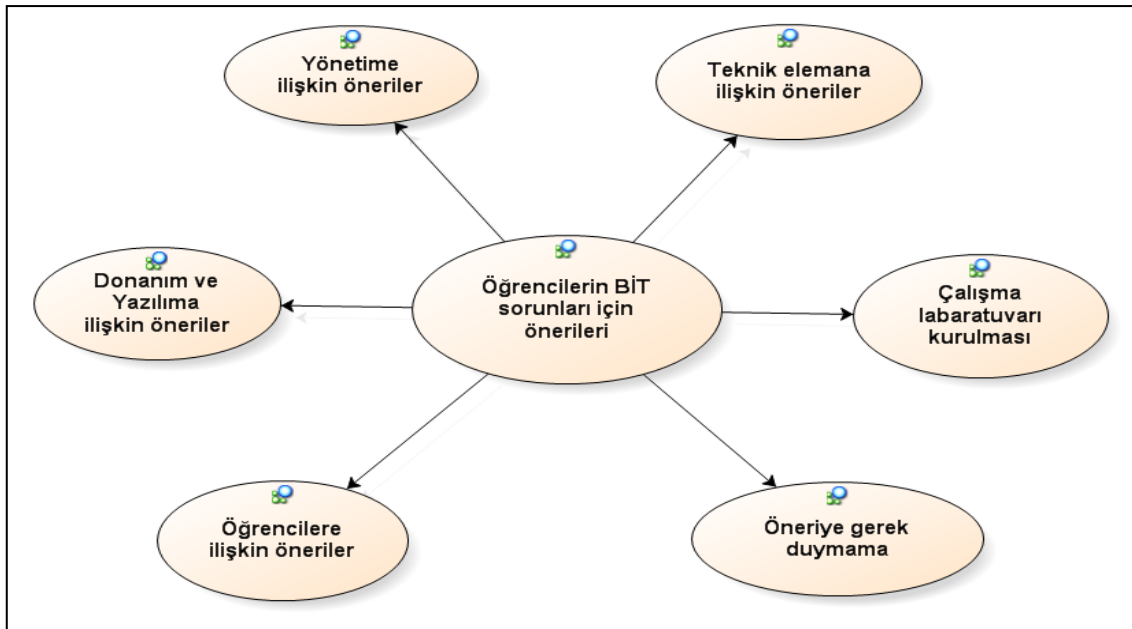 Yönetime
ilişkin öneriler
Teknik elemana
ilişkin öneriler
Donanım ve
Yazılıma
ilişkin öneriler
Öğrencilerin BİT
sorunları için
önerileri
Çalışma
labaratuvarı
kurulması
Öğrencilere
ilişkin öneriler
Öneriye gerek
duymama